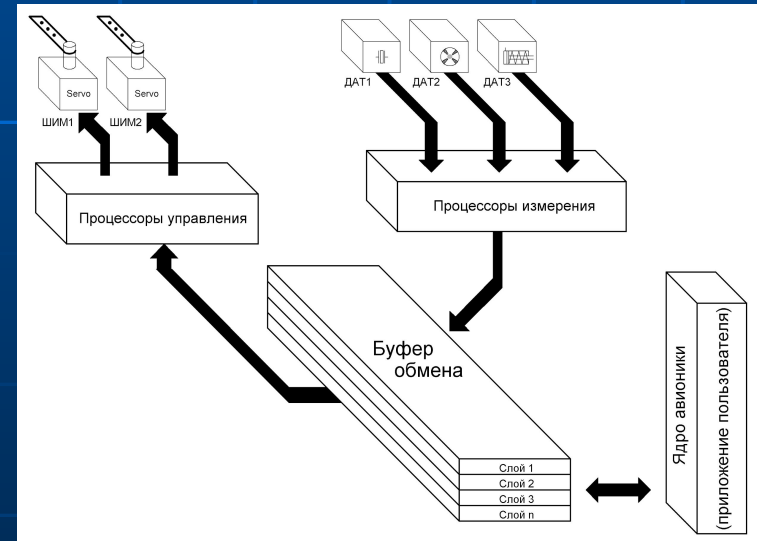 Servo
Servo
ШИМ1
ШИМ2
ДАТ1
ДАТ2
ДАТ3
Процессоры управления
Процессоры измерения
Буфер
обмена
Слой 1
Слой 2
Слой 3
Слой n
Ядро авионики
(приложение пользователя)